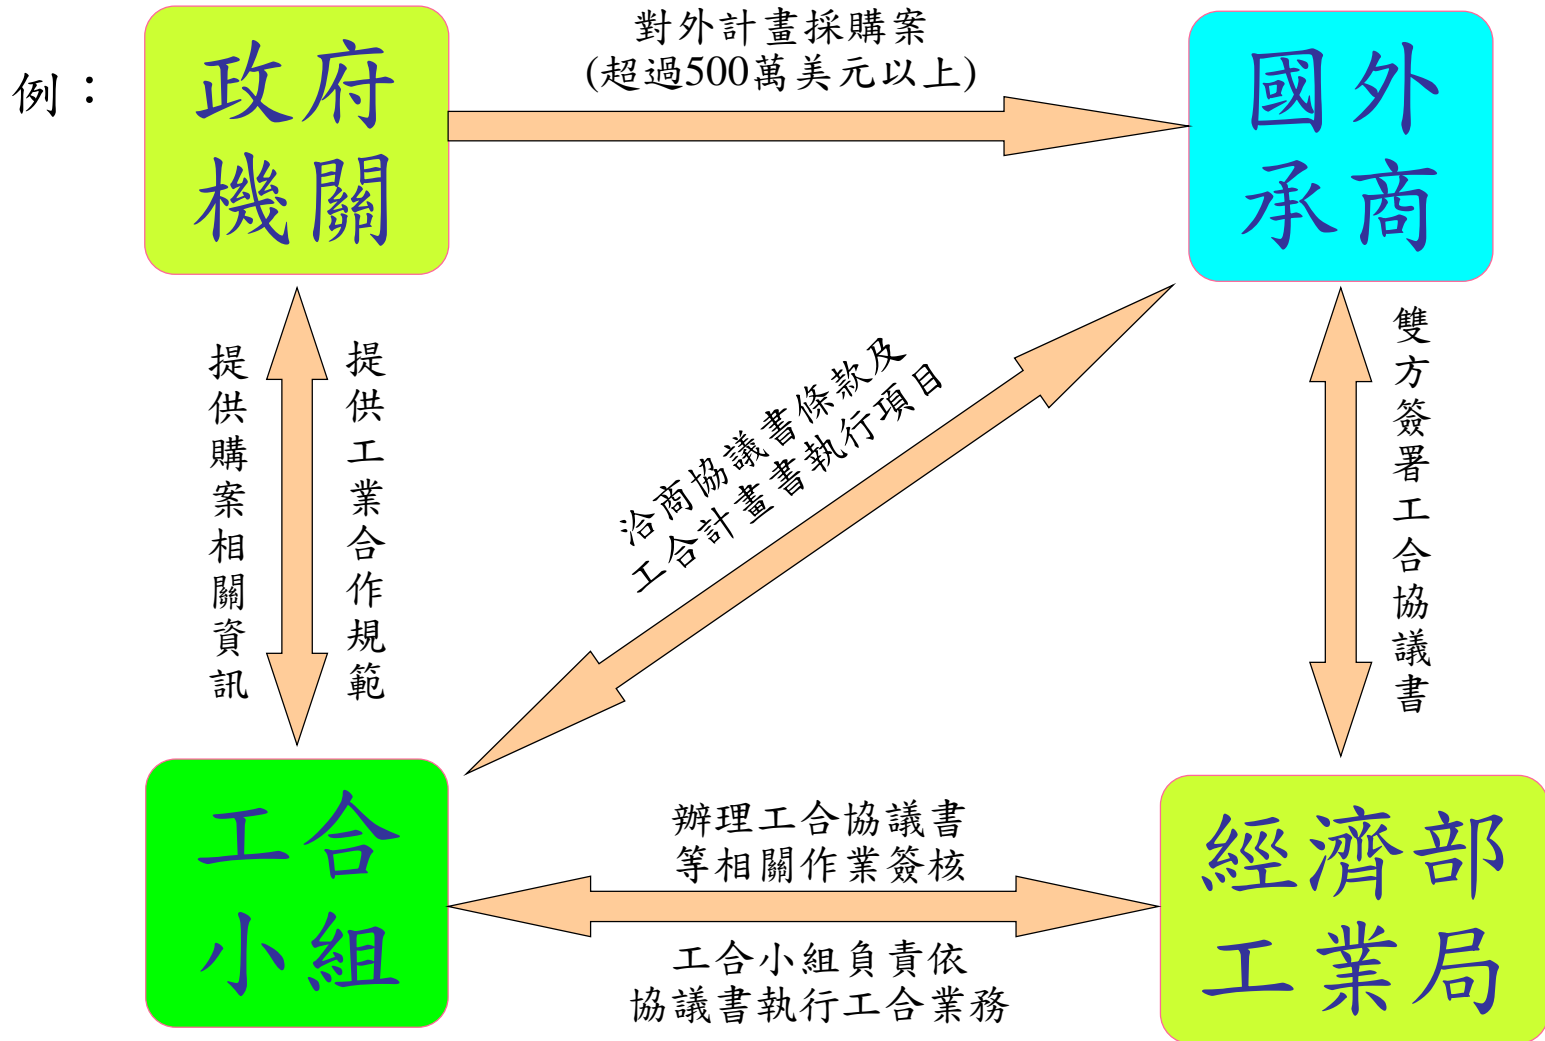 例：
政府
機關
對外計畫採購案
(超過500萬美元以上)
國外
承商
提供購案相關資訊
提供工業合作規範
洽商協議書條款及
工合計畫書執行項目
雙方簽署工合協議書
工合
小組
辦理工合協議書
等相關作業簽核
工合小組負責依
協議書執行工合業務
經濟部
工業局